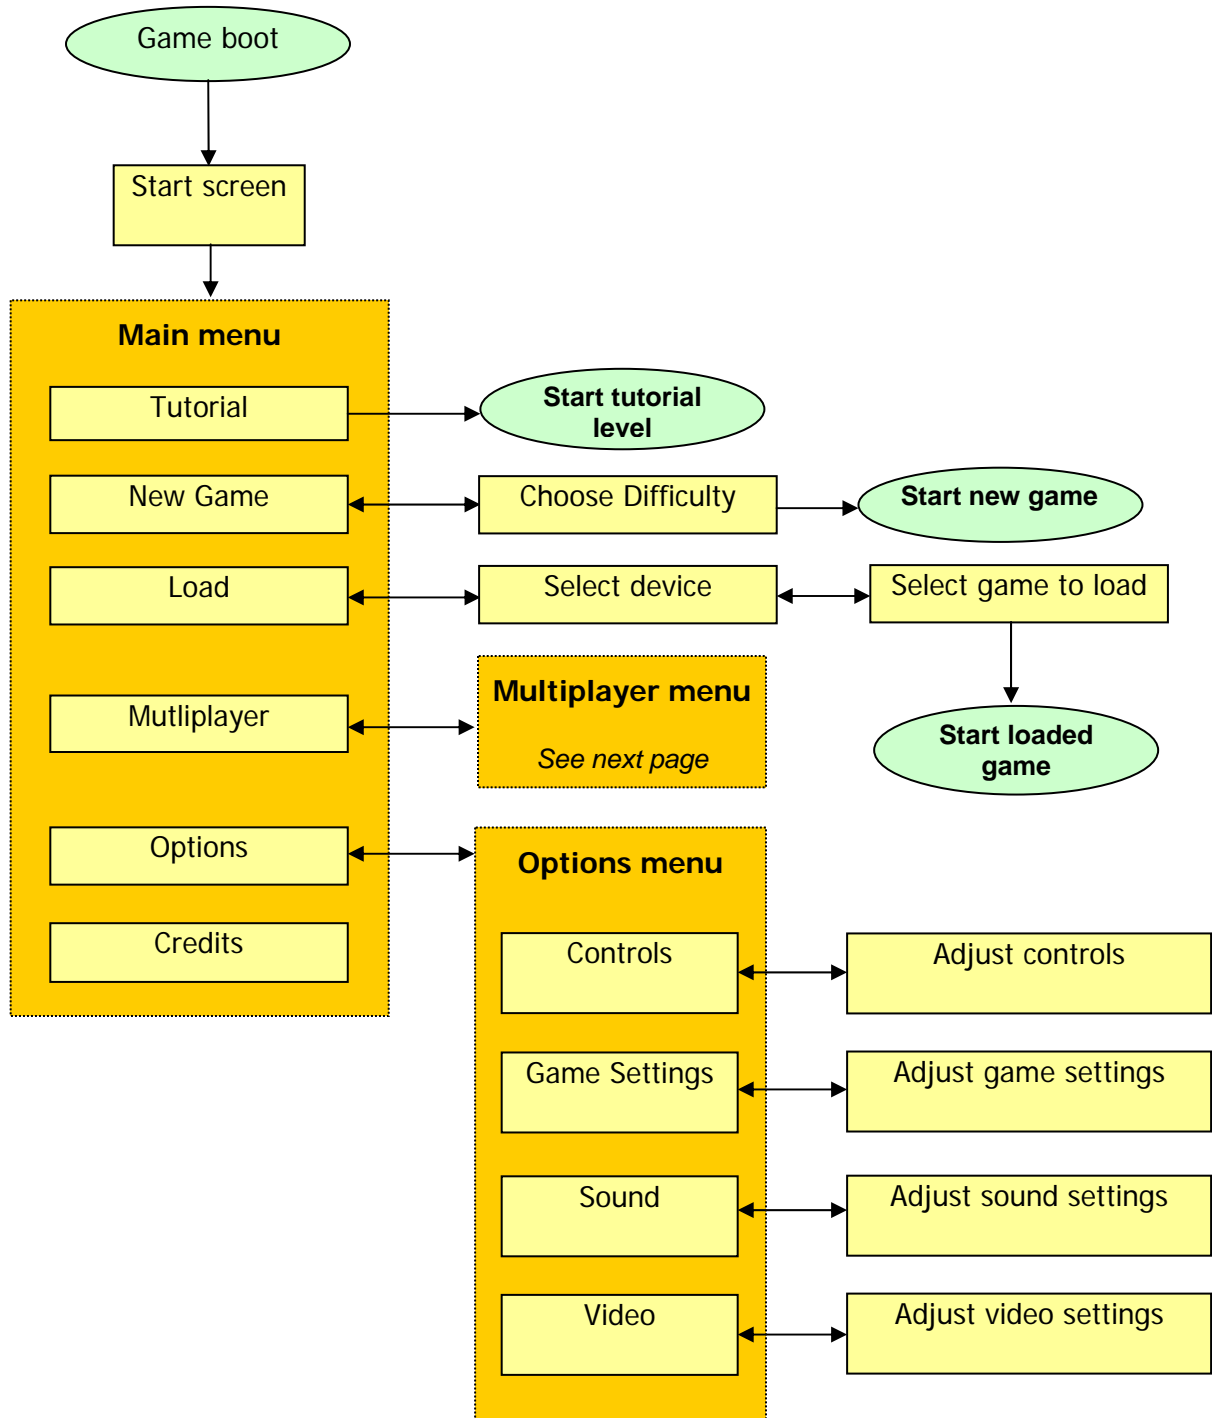 Game boot
Start screen
Main menu
Tutorial
Start tutorial
level
New Game
Choose Difficulty
Start new game
Load
Select device
Select game to load
Mutliplayer
Multiplayer menu
See next page
Start loaded
game
Options
Options menu
Credits
Controls
Adjust controls
Game Settings
Adjust game settings
Sound
Adjust sound settings
Video
Adjust video settings